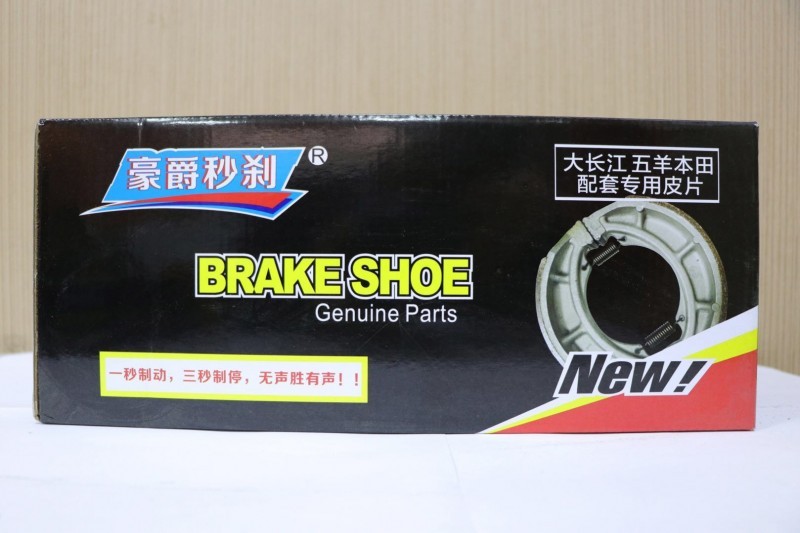 豪爵秒刹®
大长江 五羊本田
配套专用皮片
BRAKE SHOE
Genuine Parts
一秒制动，三秒制停，无声胜有声！！
New!